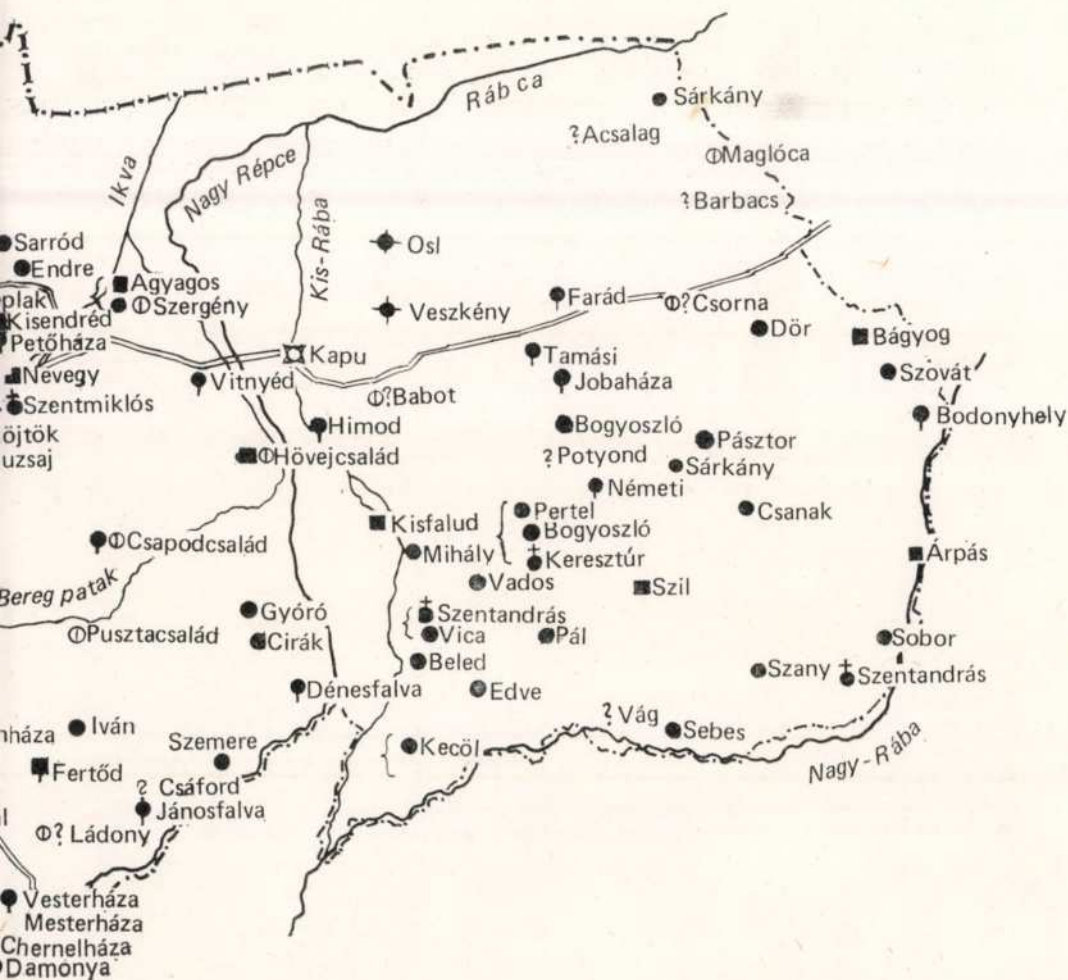 Rábca
Sárkány
?Acsalag
Maglóca
?Barbacs
Ikva
Nagy Répce
Kis-Rába
Sarród
Endre
Osl
Agyagos
Szergény
plak
Kisendréd
Petőháza
Veszkény
Farád
?Csorna
Dör
Bágyog
Kapu
Tamási
Nevegy
Vitnyéd
Jobaháza
Szovát
Szentmiklós
?Babot
Bodonyhely
öjtök
Himod
Bogyoszló
Pásztor
uzsaj
Hövejcsalád
?Potyond
Sárkány
Németi
Kisfalud
Pertel
Csanak
Bogyoszló
Csapodcsalád
Mihály
Keresztúr
Árpás
Bereg patak
Vados
Szil
Gyóró
Szentandrás
Pusztacsalád
Cirák
Vica
Pál
Sobor
Beled
Szany
Szentandrás
Dénesfalva
Edve
nháza
Iván
Szemere
?Vág
Sebes
Kecöl
Nagy-Rába
Fertőd
? Csáford
Jánosfalva
? Ládony
Vesterháza
Mesterháza
Chernelháza
Damonya